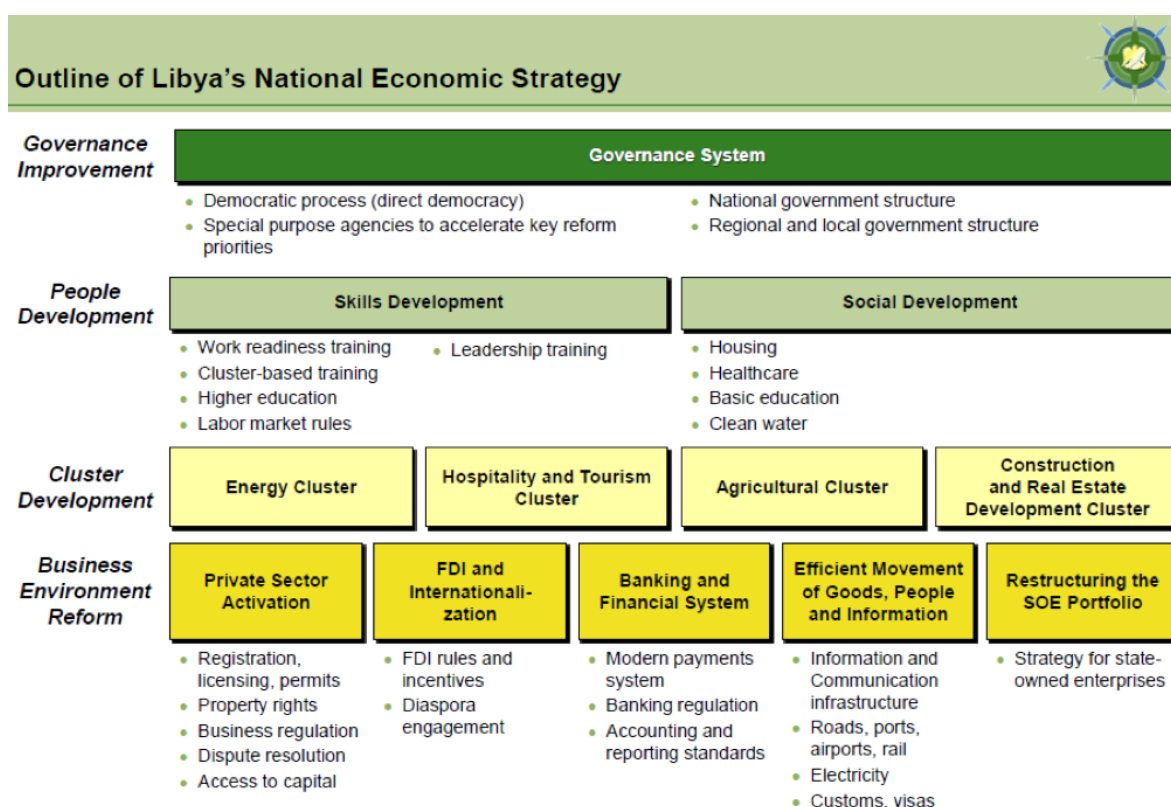 Outline of Libya's National Economic Strategy
Governance
Improvement
Governance System
• Democratic process (direct democracy)
• Special purpose agencies to accelerate key reform
priorities
• National government structure
• Regional and local government structure
People
Development
Skills Development
• Work readiness training
• Cluster-based training
• Higher education
• Labor market rules
• Leadership training
Social Development
• Housing
• Healthcare
• Basic education
• Clean water
Cluster
Development
Energy Cluster
Hospitality and Tourism
Cluster
Agricultural Cluster
Construction
and Real Estate
Development Cluster
Business
Environment
Reform
Private Sector
Activation
• Registration,
licensing, permits
• Property rights
• Business regulation
• Dispute resolution
• Access to capital
FDI and
Internationali-
zation
• FDI rules and
incentives
• Diaspora
engagement
Banking and
Financial System
• Modern payments
system
• Banking regulation
• Accounting and
reporting standards
Efficient Movement
of Goods, People
and Information
• Information and
Communication
infrastructure
• Roads, ports,
airports, rail
• Electricity
• Customs, visas
Restructuring the
SOE Portfolio
• Strategy for state-
owned enterprises